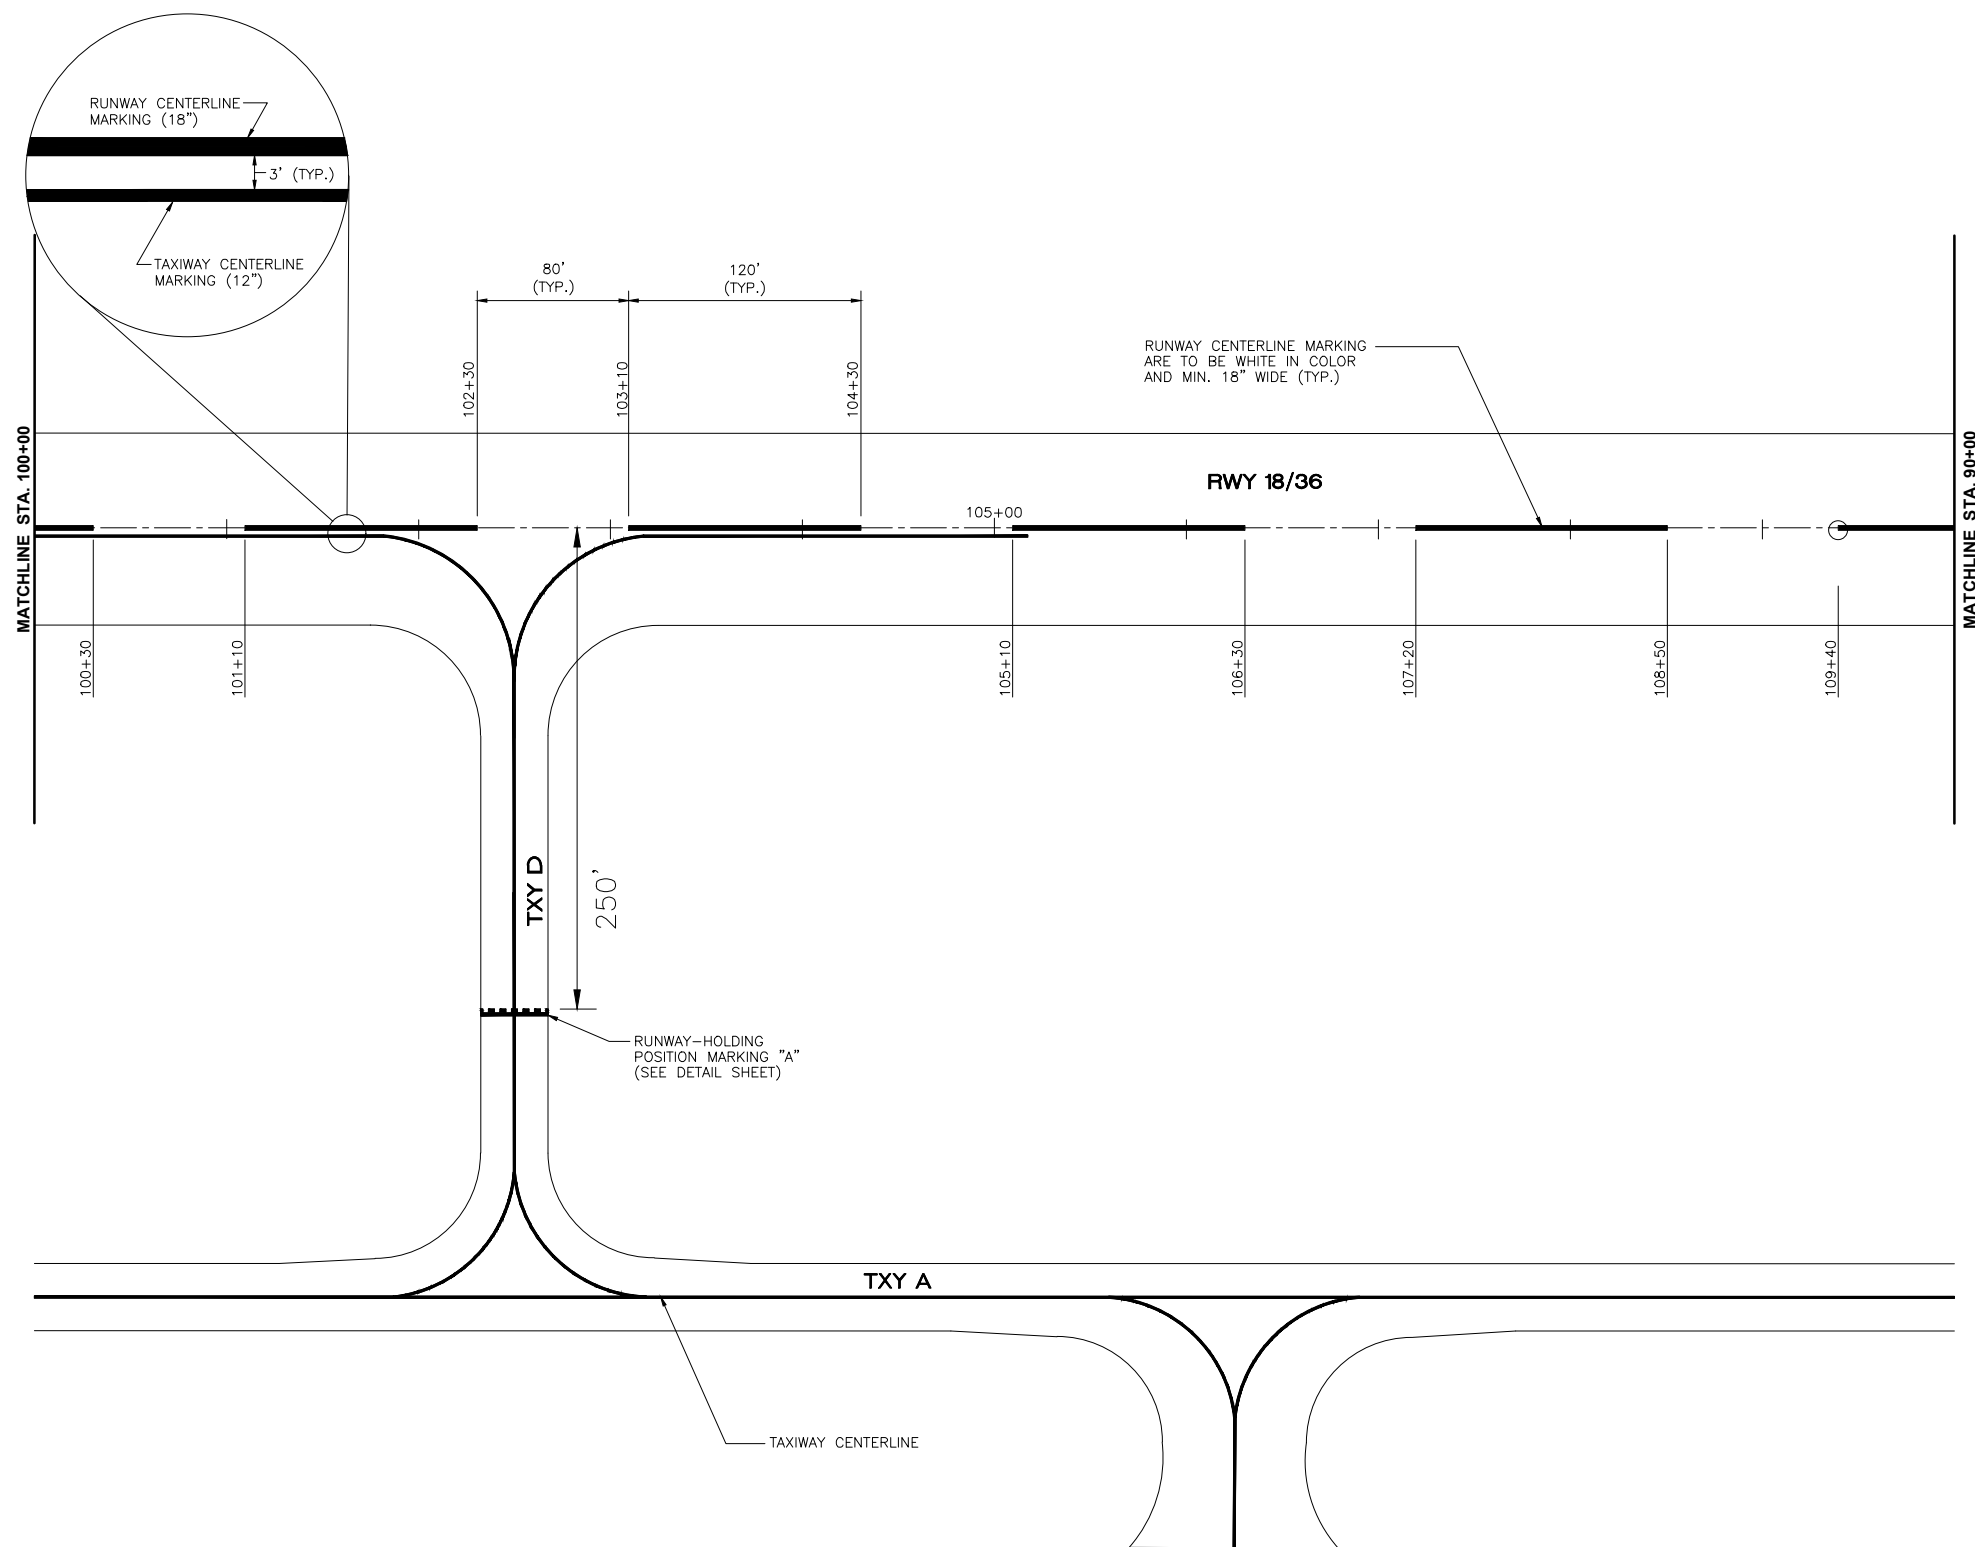 RUNWAY CENTERLINE
MARKING (18")
3' (TYP.)
TAXIWAY CENTERLINE
MARKING (12")
80'
(TYP.)
120'
(TYP.)
102+30
103+10
104+30
RUNWAY CENTERLINE MARKING
ARE TO BE WHITE IN COLOR
AND MIN. 18" WIDE (TYP.)
MATCHLINE STA. 100+00
MATCHLINE STA. 90+00
RWY 18/36
105+00
100+30
101+10
105+10
106+30
107+20
108+50
109+40
TXY D
250'
RUNWAY-HOLDING
POSITION MARKING "A"
(SEE DETAIL SHEET)
TXY A
TAXIWAY CENTERLINE